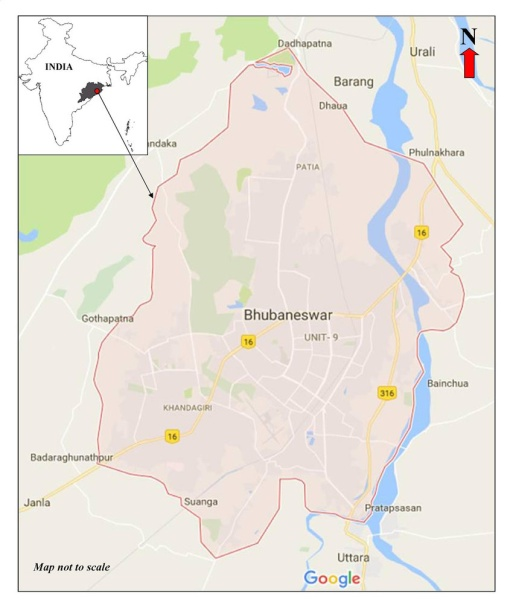 INDIA
N
Dadhapatna
Urali
Barang
Dhaua
ndaka
Phulnakhara
PATIA
16
Gothapatna
Bhubaneswar
UNIT- 9
16
Bainchua
316
KHANDAGIRI
16
Badaraghunathpur
Janla
Suanga
Pratapsasan
Uttara
Map not to scale
Google